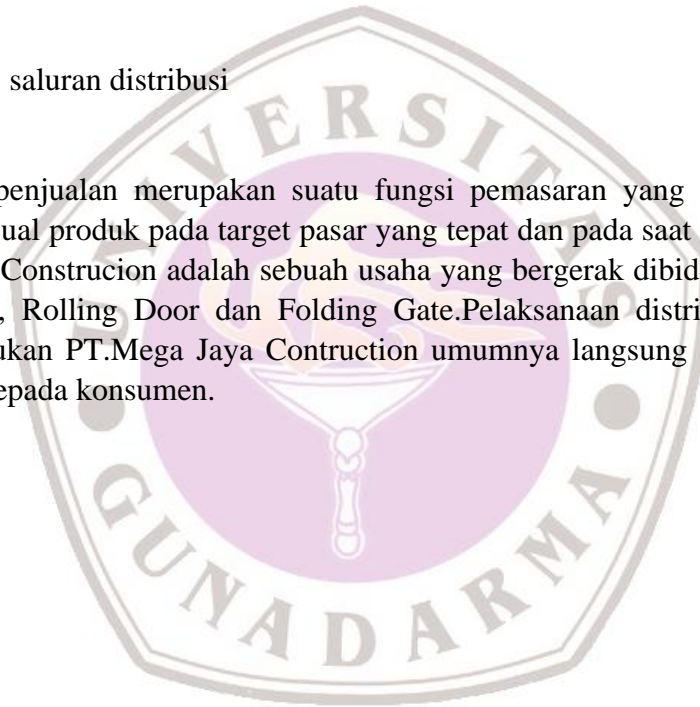 saluran distribusi
penjualan merupakan suatu fungsi pemasaran yang
ual produk pada target pasar yang tepat dan pada saat
Construcion adalah sebuah usaha yang bergerak dibid
, Rolling Door dan Folding Gate.Pelaksanaan distri
ukan PT.Mega Jaya Contruction umumnya langsung
epada konsumen.
UNIVERSITAS
GUNADARMA